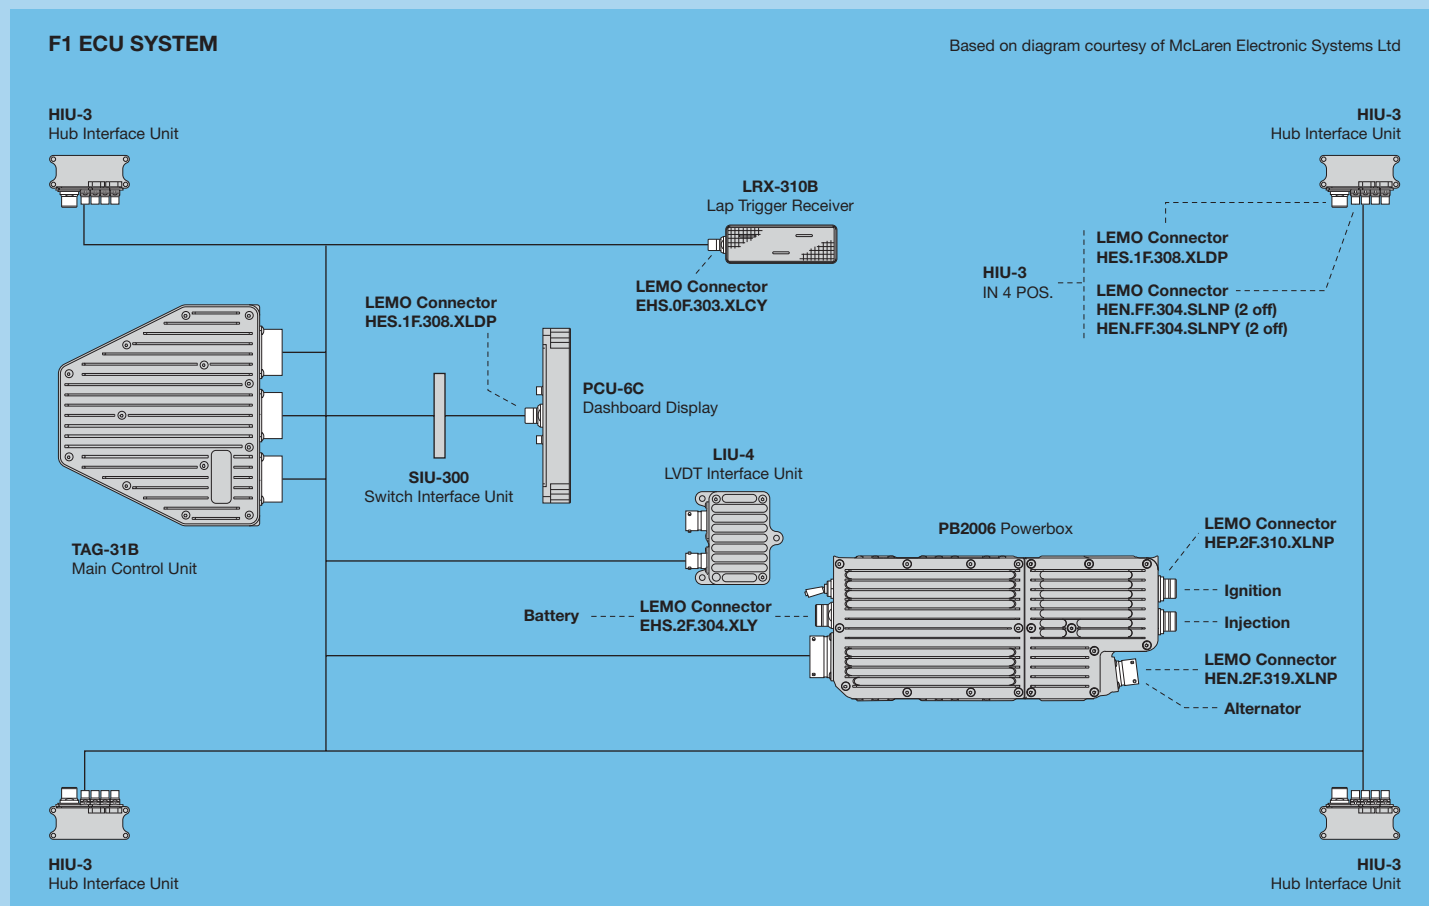 F1 ECU SYSTEM
Based on diagram courtesy of McLaren Electronic Systems Ltd
HIU-3
Hub Interface Unit
HIU-3
Hub Interface Unit
LRX-310B
Lap Trigger Receiver
LEMO Connector
EHS.0F.303.XLCY
HIU-3
IN 4 POS.
LEMO Connector
HES.1F.308.XLDP
LEMO Connector
HEN.FF.304.SLNP (2 off)
HEN.FF.304.SLNPY (2 off)
LEMO Connector
HES.1F.308.XLDP
PCU-6C
Dashboard Display
SIU-300
Switch Interface Unit
LIU-4
LVDT Interface Unit
TAG-31B
Main Control Unit
PB2006 Powerbox
LEMO Connector
HEP.2F.310.XLNP
Ignition
Injection
Battery
LEMO Connector
EHS.2F.304.XLY
LEMO Connector
HEN.2F.319.XLNP
Alternator
HIU-3
Hub Interface Unit
HIU-3
Hub Interface Unit